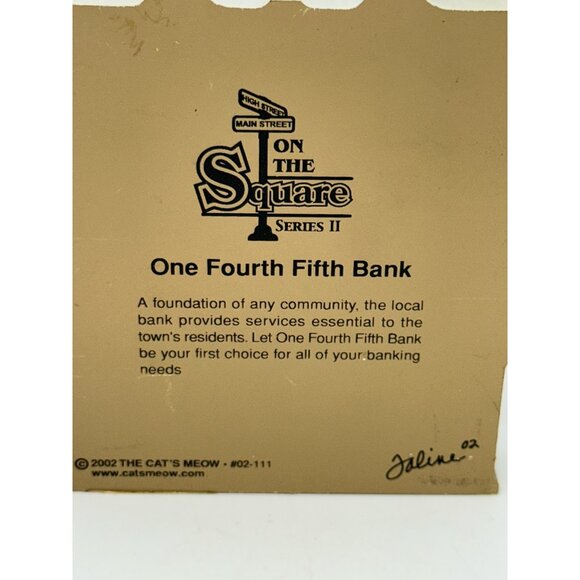 HIGH STREET
MAIN STREET
ON
THE
Square
SERIES II
One Fourth Fifth Bank
A foundation of any community, the local
bank provides services essential to the
town's residents. Let One Fourth Fifth Bank
be your first choice for all of your banking
needs
© 2002 THE CAT'S MEOW • #02-111
www.catsmeow.com
Faline 02